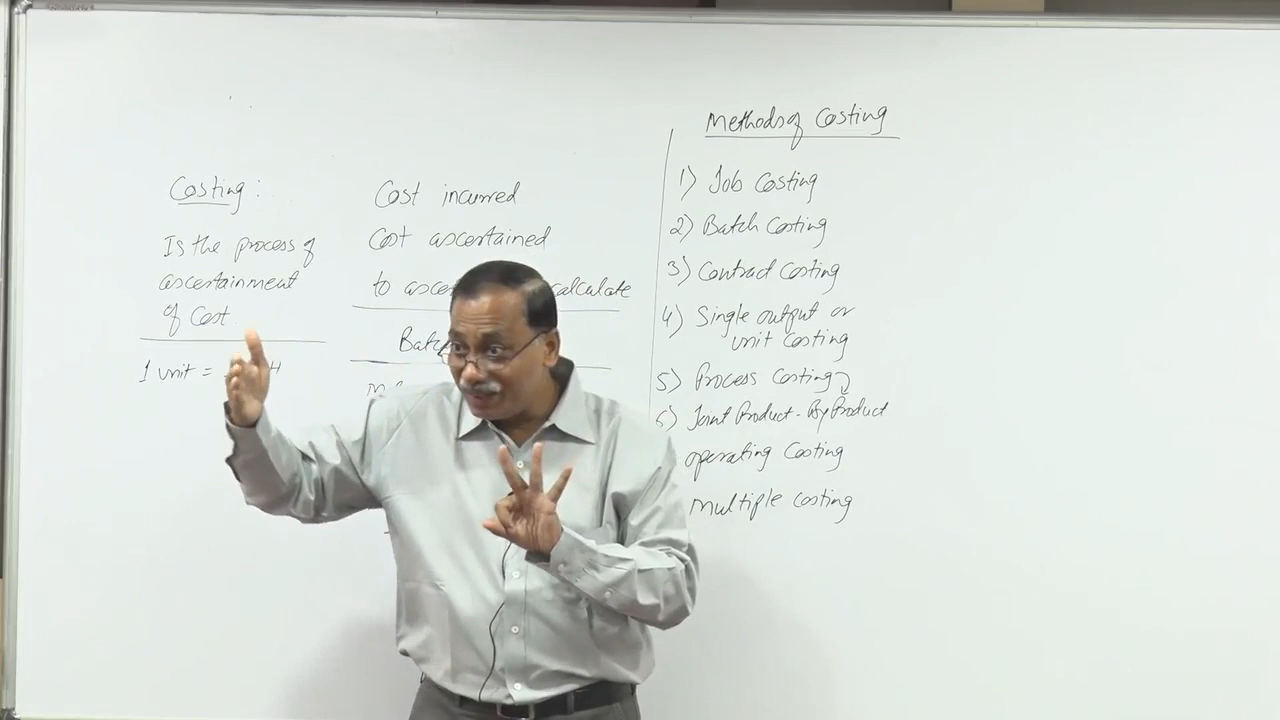 Costing :
Is the process of
ascertainment
of Cost
1 unit =
Cost incurred
Cost ascertained
to calculate
Methods of Costing
1) Job Costing
2) Batch Costing
3) Contract Costing
4) Single output or
unit Costing
5) Process Costing
6) Joint Product - By Product
operating Costing
multiple Costing